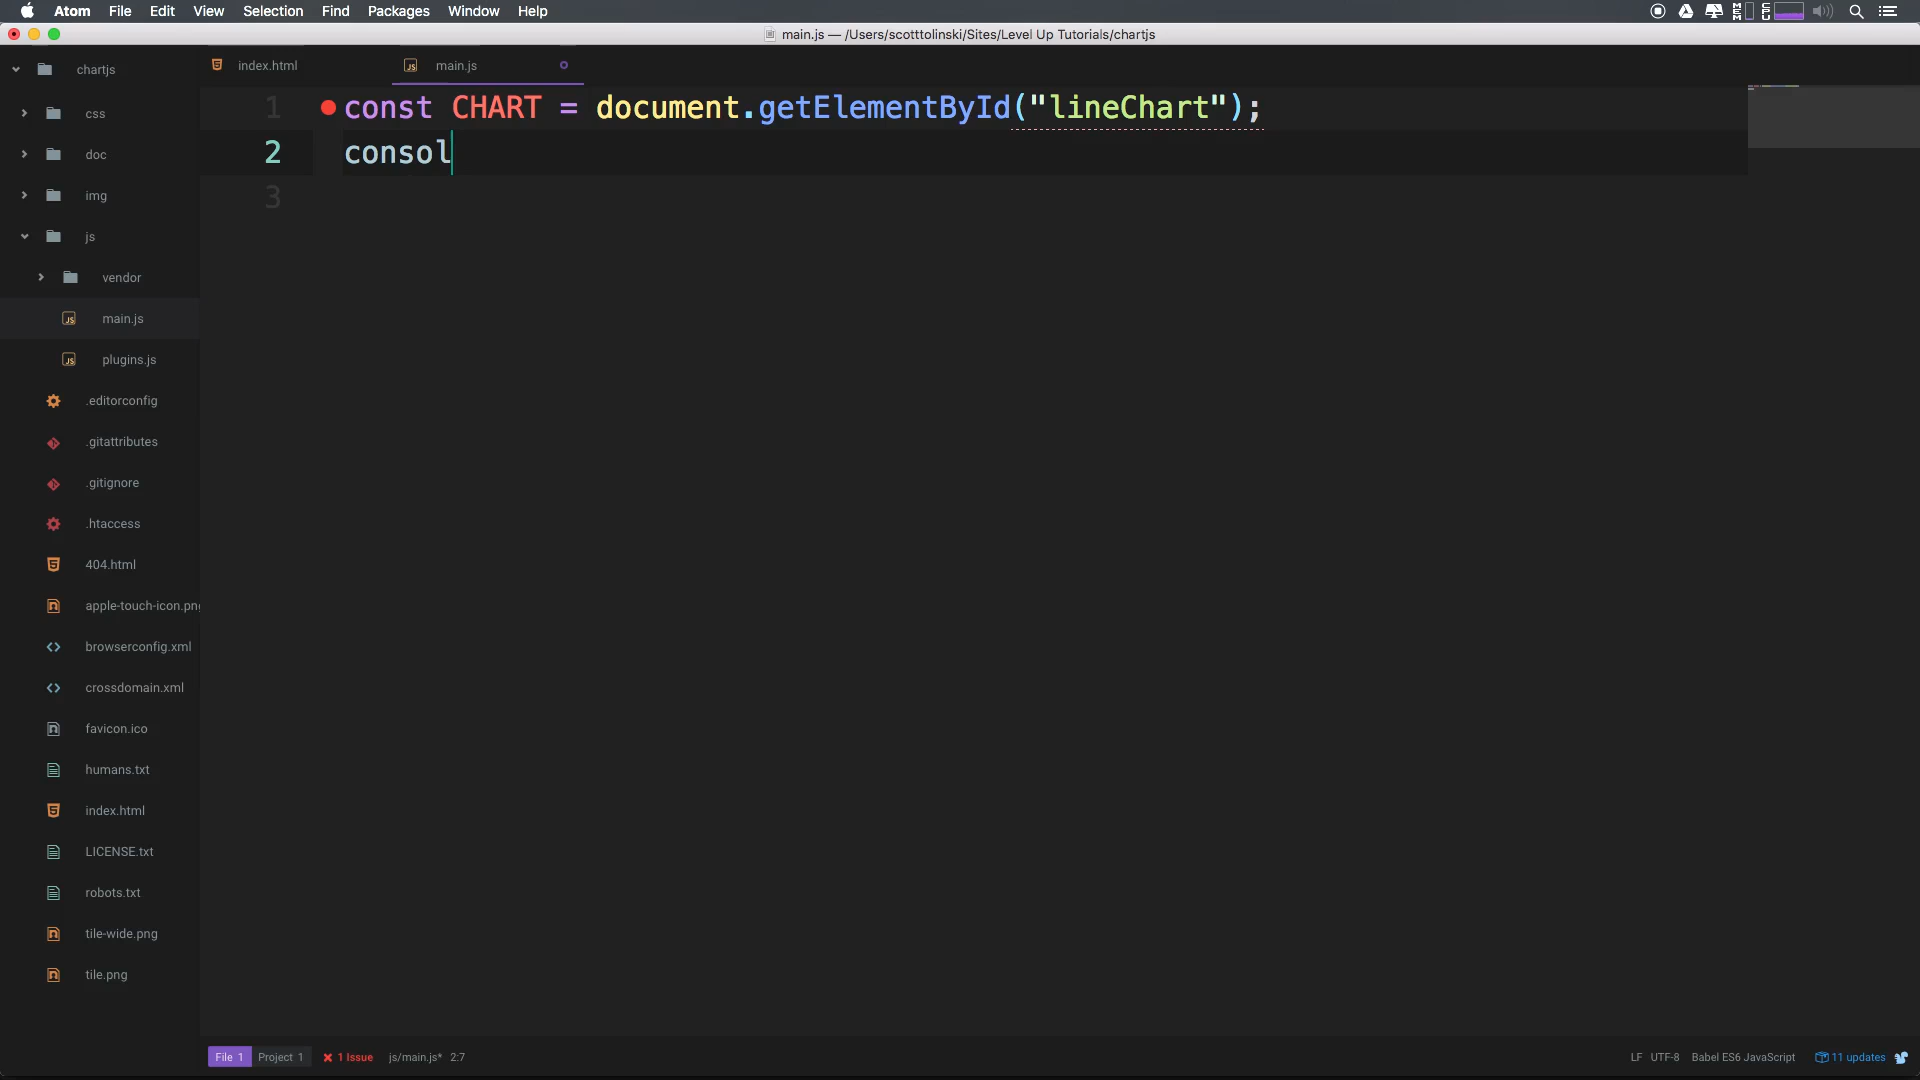 Atom File Edit View Selection Find Packages Window Help
main.js — /Users/scotttolinski/Sites/Level Up Tutorials/chartjs
chartjs
css
doc
img
js
vendor
main.js
plugins.js
.editorconfig
.gitattributes
.gitignore
.htaccess
404.html
apple-touch-icon.png
browserconfig.xml
crossdomain.xml
favicon.ico
humans.txt
index.html
LICENSE.txt
robots.txt
tile-wide.png
tile.png
index.html main.js
1 const CHART = document.getElementById("lineChart");
2 consol
3
File 1 Project 1 1 Issue js/main.js* 2:7
LF UTF-8 Babel ES6 JavaScript 11 updates